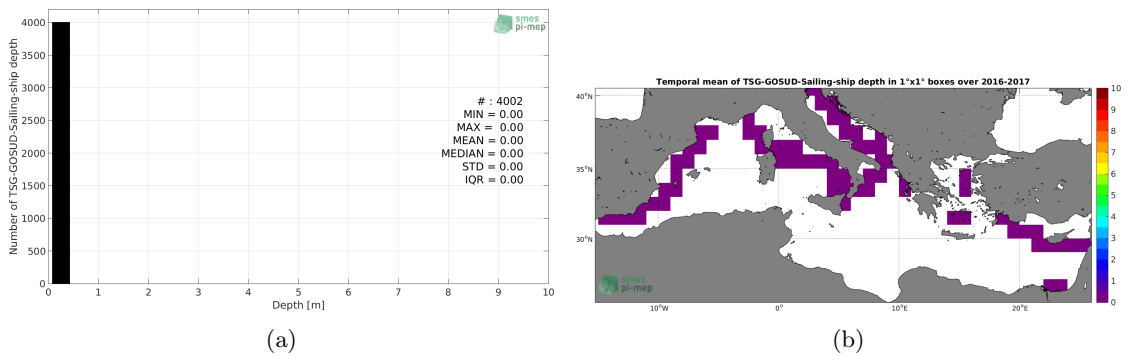 4000
3500
3000
2500
2000
1500
1000
500
0
Number of TSG-GOSUD-Sailing-ship depth
smos
pi-mep
# : 4002
MIN = 0.00
MAX = 0.00
MEAN = 0.00
MEDIAN = 0.00
STD = 0.00
IQR = 0.00
0 1 2 3 4 5 6 7 8 9 10
Depth [m]
(a)
Temporal mean of TSG-GOSUD-Sailing-ship depth in 1°x1° boxes over 2016-2017
40°N
35°N
30°N
smos
pi-mep
10°W 0° 10°E 20°E
10
9
8
7
6
5
4
3
2
1
0
(b)